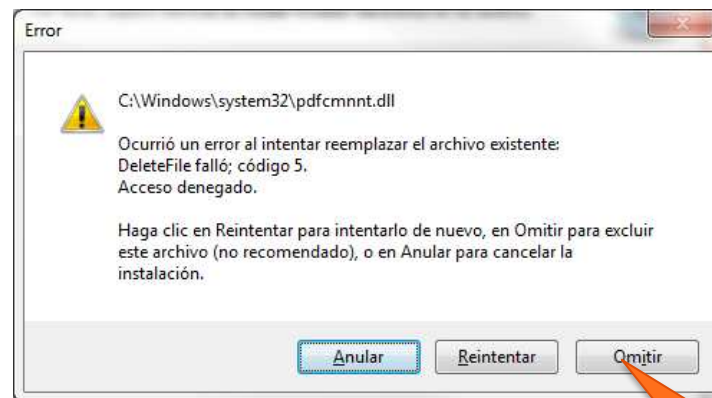 Error
C:\Windows\system32\pdfcmnnt.dll
Ocurrió un error al intentar reemplazar el archivo existente:
DeleteFile falló; código 5.
Acceso denegado.
Haga clic en Reintentar para intentarlo de nuevo, en Omitir para excluir
este archivo (no recomendado), o en Anular para cancelar la
instalación.
Anular Reintentar Omitir